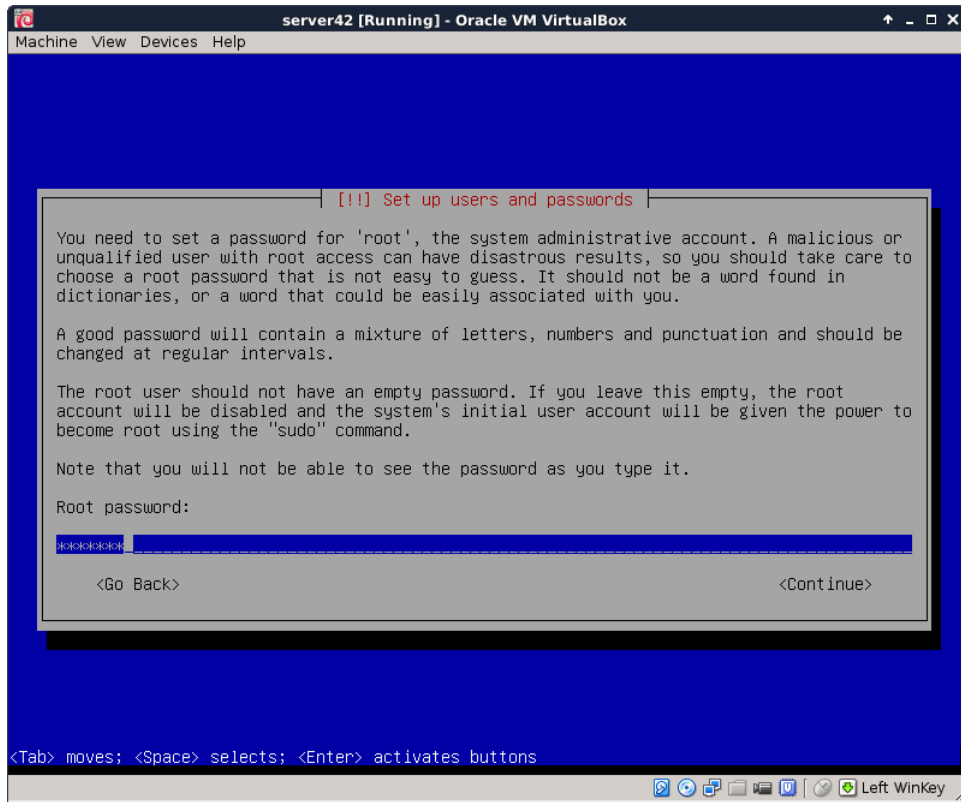 server42 [Running] - Oracle VM VirtualBox
Machine View Devices Help
[!!] Set up users and passwords
You need to set a password for 'root', the system administrative account. A malicious or
unqualified user with root access can have disastrous results, so you should take care to
choose a root password that is not easy to guess. It should not be a word found in
dictionaries, or a word that could be easily associated with you.
A good password will contain a mixture of letters, numbers and punctuation and should be
changed at regular intervals.
The root user should not have an empty password. If you leave this empty, the root
account will be disabled and the system's initial user account will be given the power to
become root using the "sudo" command.
Note that you will not be able to see the password as you type it.
Root password:
*******
<Go Back> <Continue>
<Tab> moves; <Space> selects; <Enter> activates buttons
Left WinKey